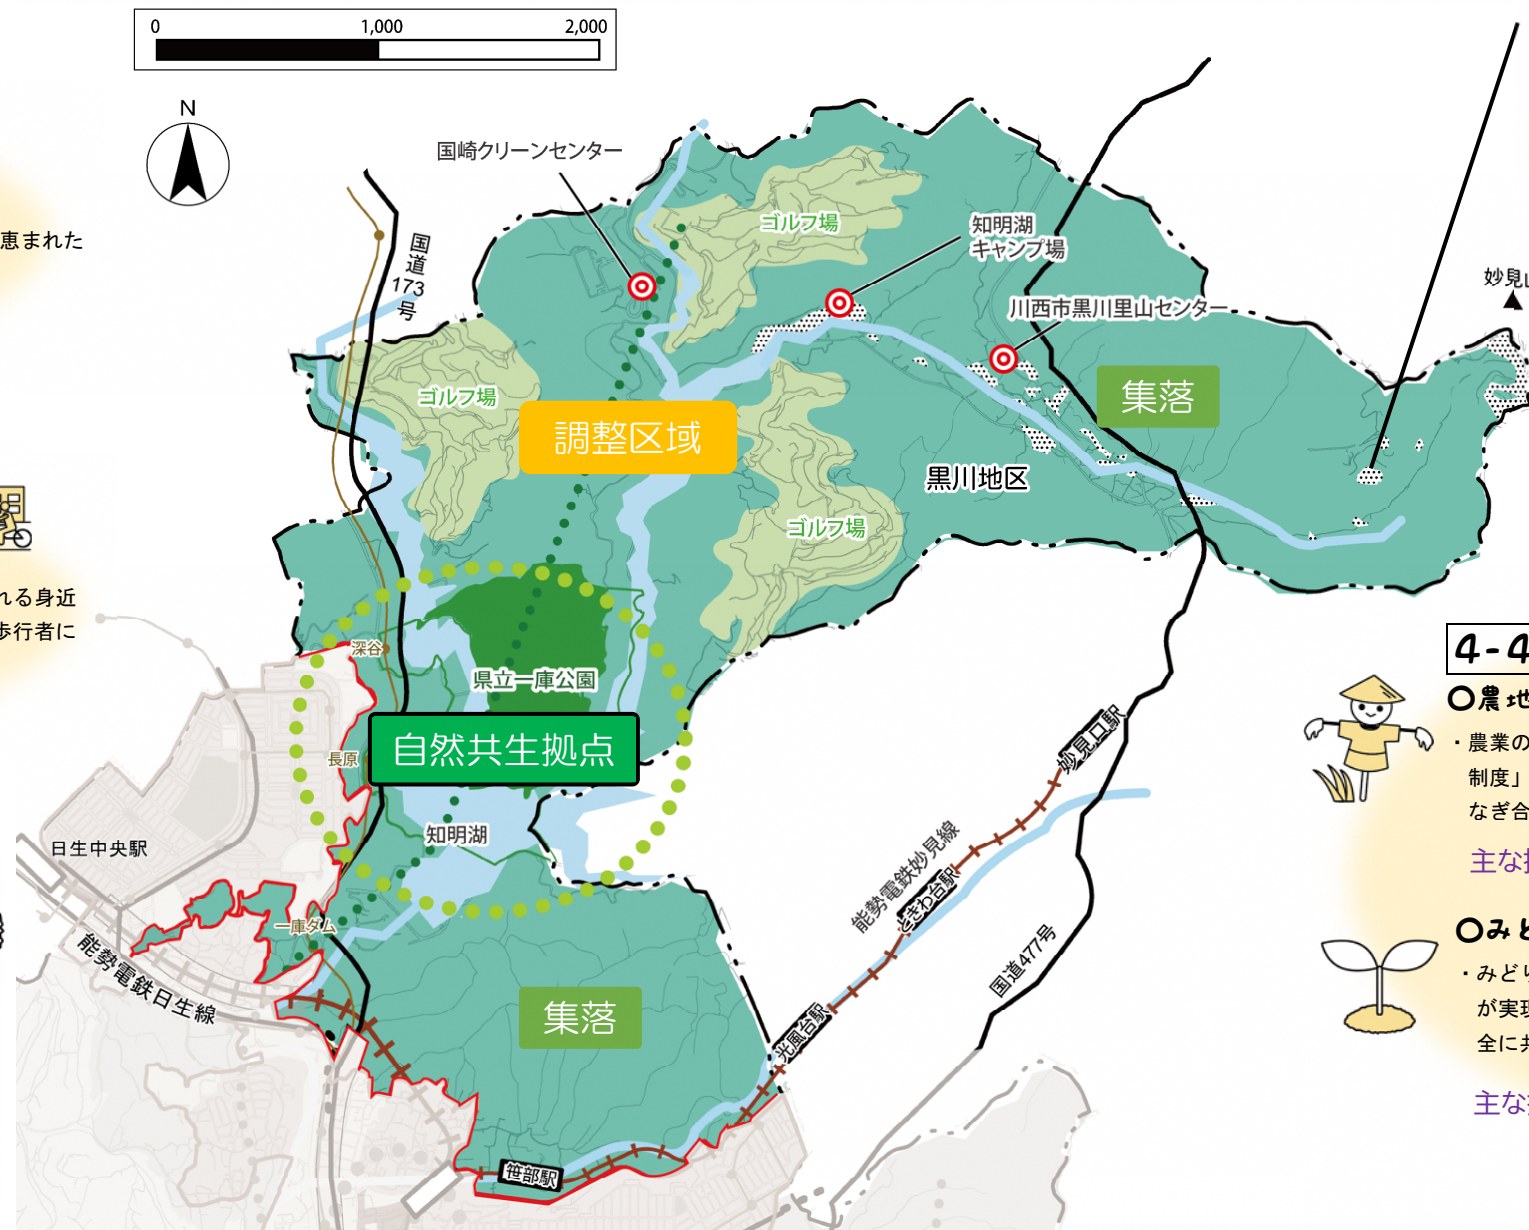 0 1,000 2,000
N
国崎クリーンセンター
恵まれた
国道173号
ゴルフ場
知明湖
キャンプ場
川西市黒川里山センター
妙見山
ゴルフ場
調整区域
集落
黒川地区
ゴルフ場
れる身近
歩行者に
深谷
県立一庫公園
自然共生拠点
長原
知明湖
日生中央駅
一庫ダム
能勢電鉄日生線
集落
笹部駅
光風台駅
ときわ台駅
妙見口駅
能勢電鉄妙見線
国道477号
4-4
〇農地
・農業の
制度」
なぎ合
主な
〇みど
・みどり
が実現
全に共
主な